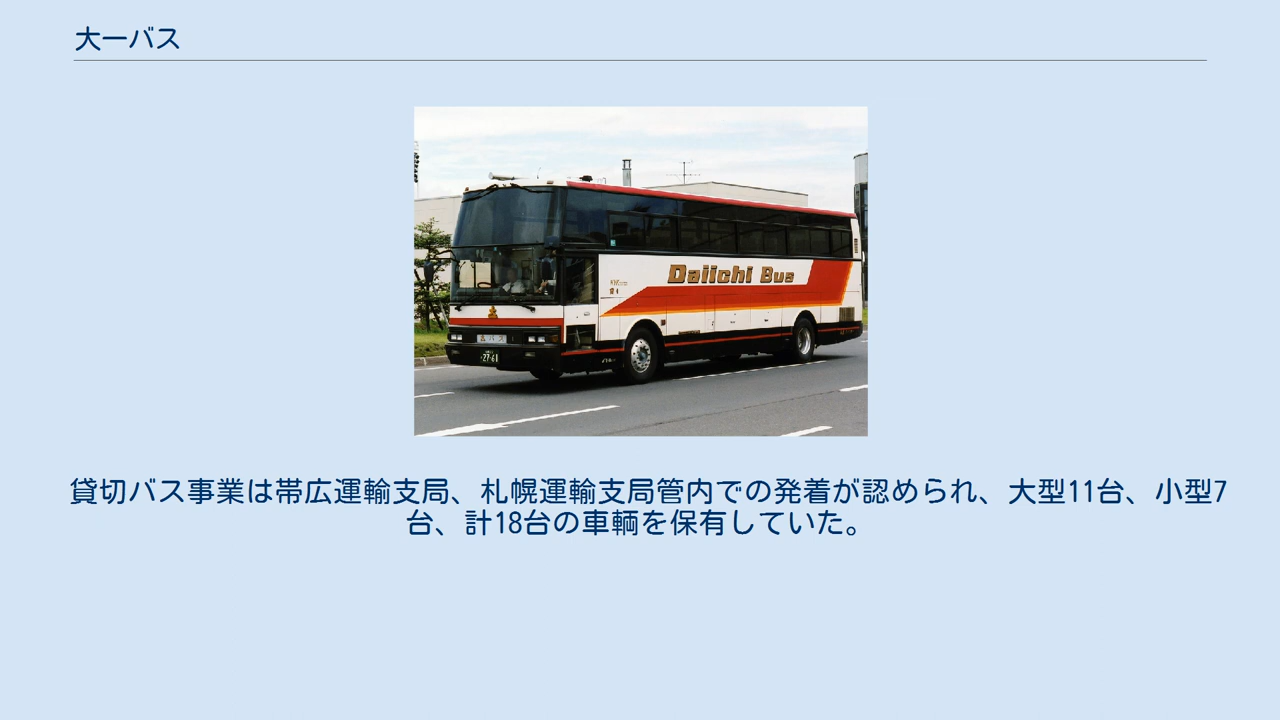 大一バス
Daiichi Bus
27-61
貸切バス事業は帯広運輸支局、札幌運輸支局管内での発着が認められ、大型11台、小型7
台、計18台の車輌を保有していた。